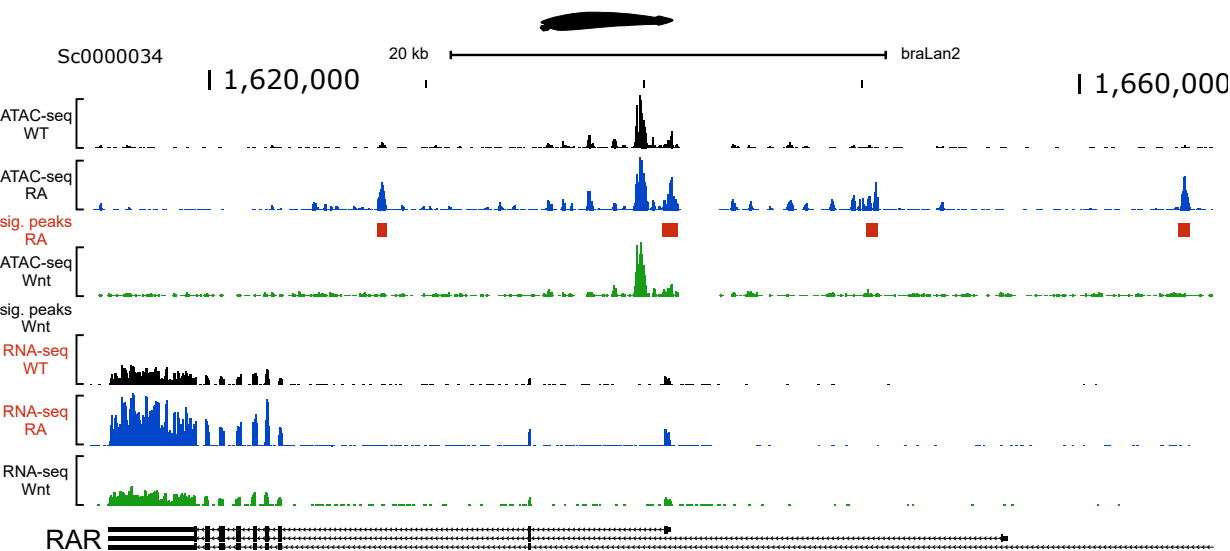 Sc0000034
20 kb
braLan2
1,620,000
1,660,000
ATAC-seq
WT
ATAC-seq
RA
sig. peaks
RA
ATAC-seq
Wnt
sig. peaks
Wnt
RNA-seq
WT
RNA-seq
RA
RNA-seq
Wnt
RAR